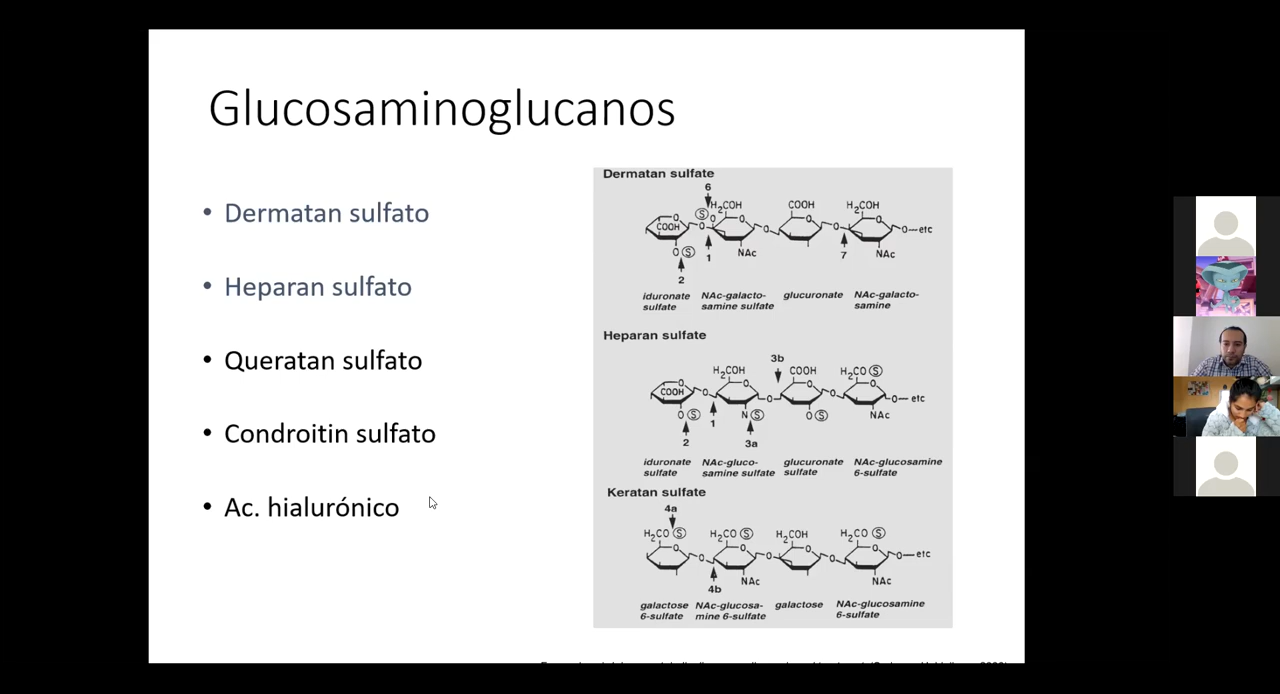 Glucosaminoglucanos
• Dermatan sulfato
• Heparan sulfato
• Queratan sulfato
• Condroitin sulfato
• Ac. hialurónico
Dermatan sulfate
6
H₂COH COOH H₂COH
Ⓢ O O O O
COOH O O O O—etc
O Ⓢ 1 NAc 7 NAc
2
iduronate NAc-galacto- glucuronate NAc-galacto-
sulfate samine sulfate samine
Heparan sulfate
3b
H₂COH COOH H₂CO Ⓢ
O O O O
COOH O O O O—etc
O Ⓢ 1 N Ⓢ O Ⓢ NAc
2 3a
iduronate NAc-gluco- glucuronate NAc-glucosamine
sulfate samine sulfate sulfate 6-sulfate
Keratan sulfate
4a
H₂CO Ⓢ H₂CO Ⓢ H₂COH H₂CO Ⓢ
O O O O
O O O O—etc
NAc NAc
4b
galactose NAc-glucosa- galactose NAc-glucosamine
6-sulfate mine 6-sulfate 6-sulfate